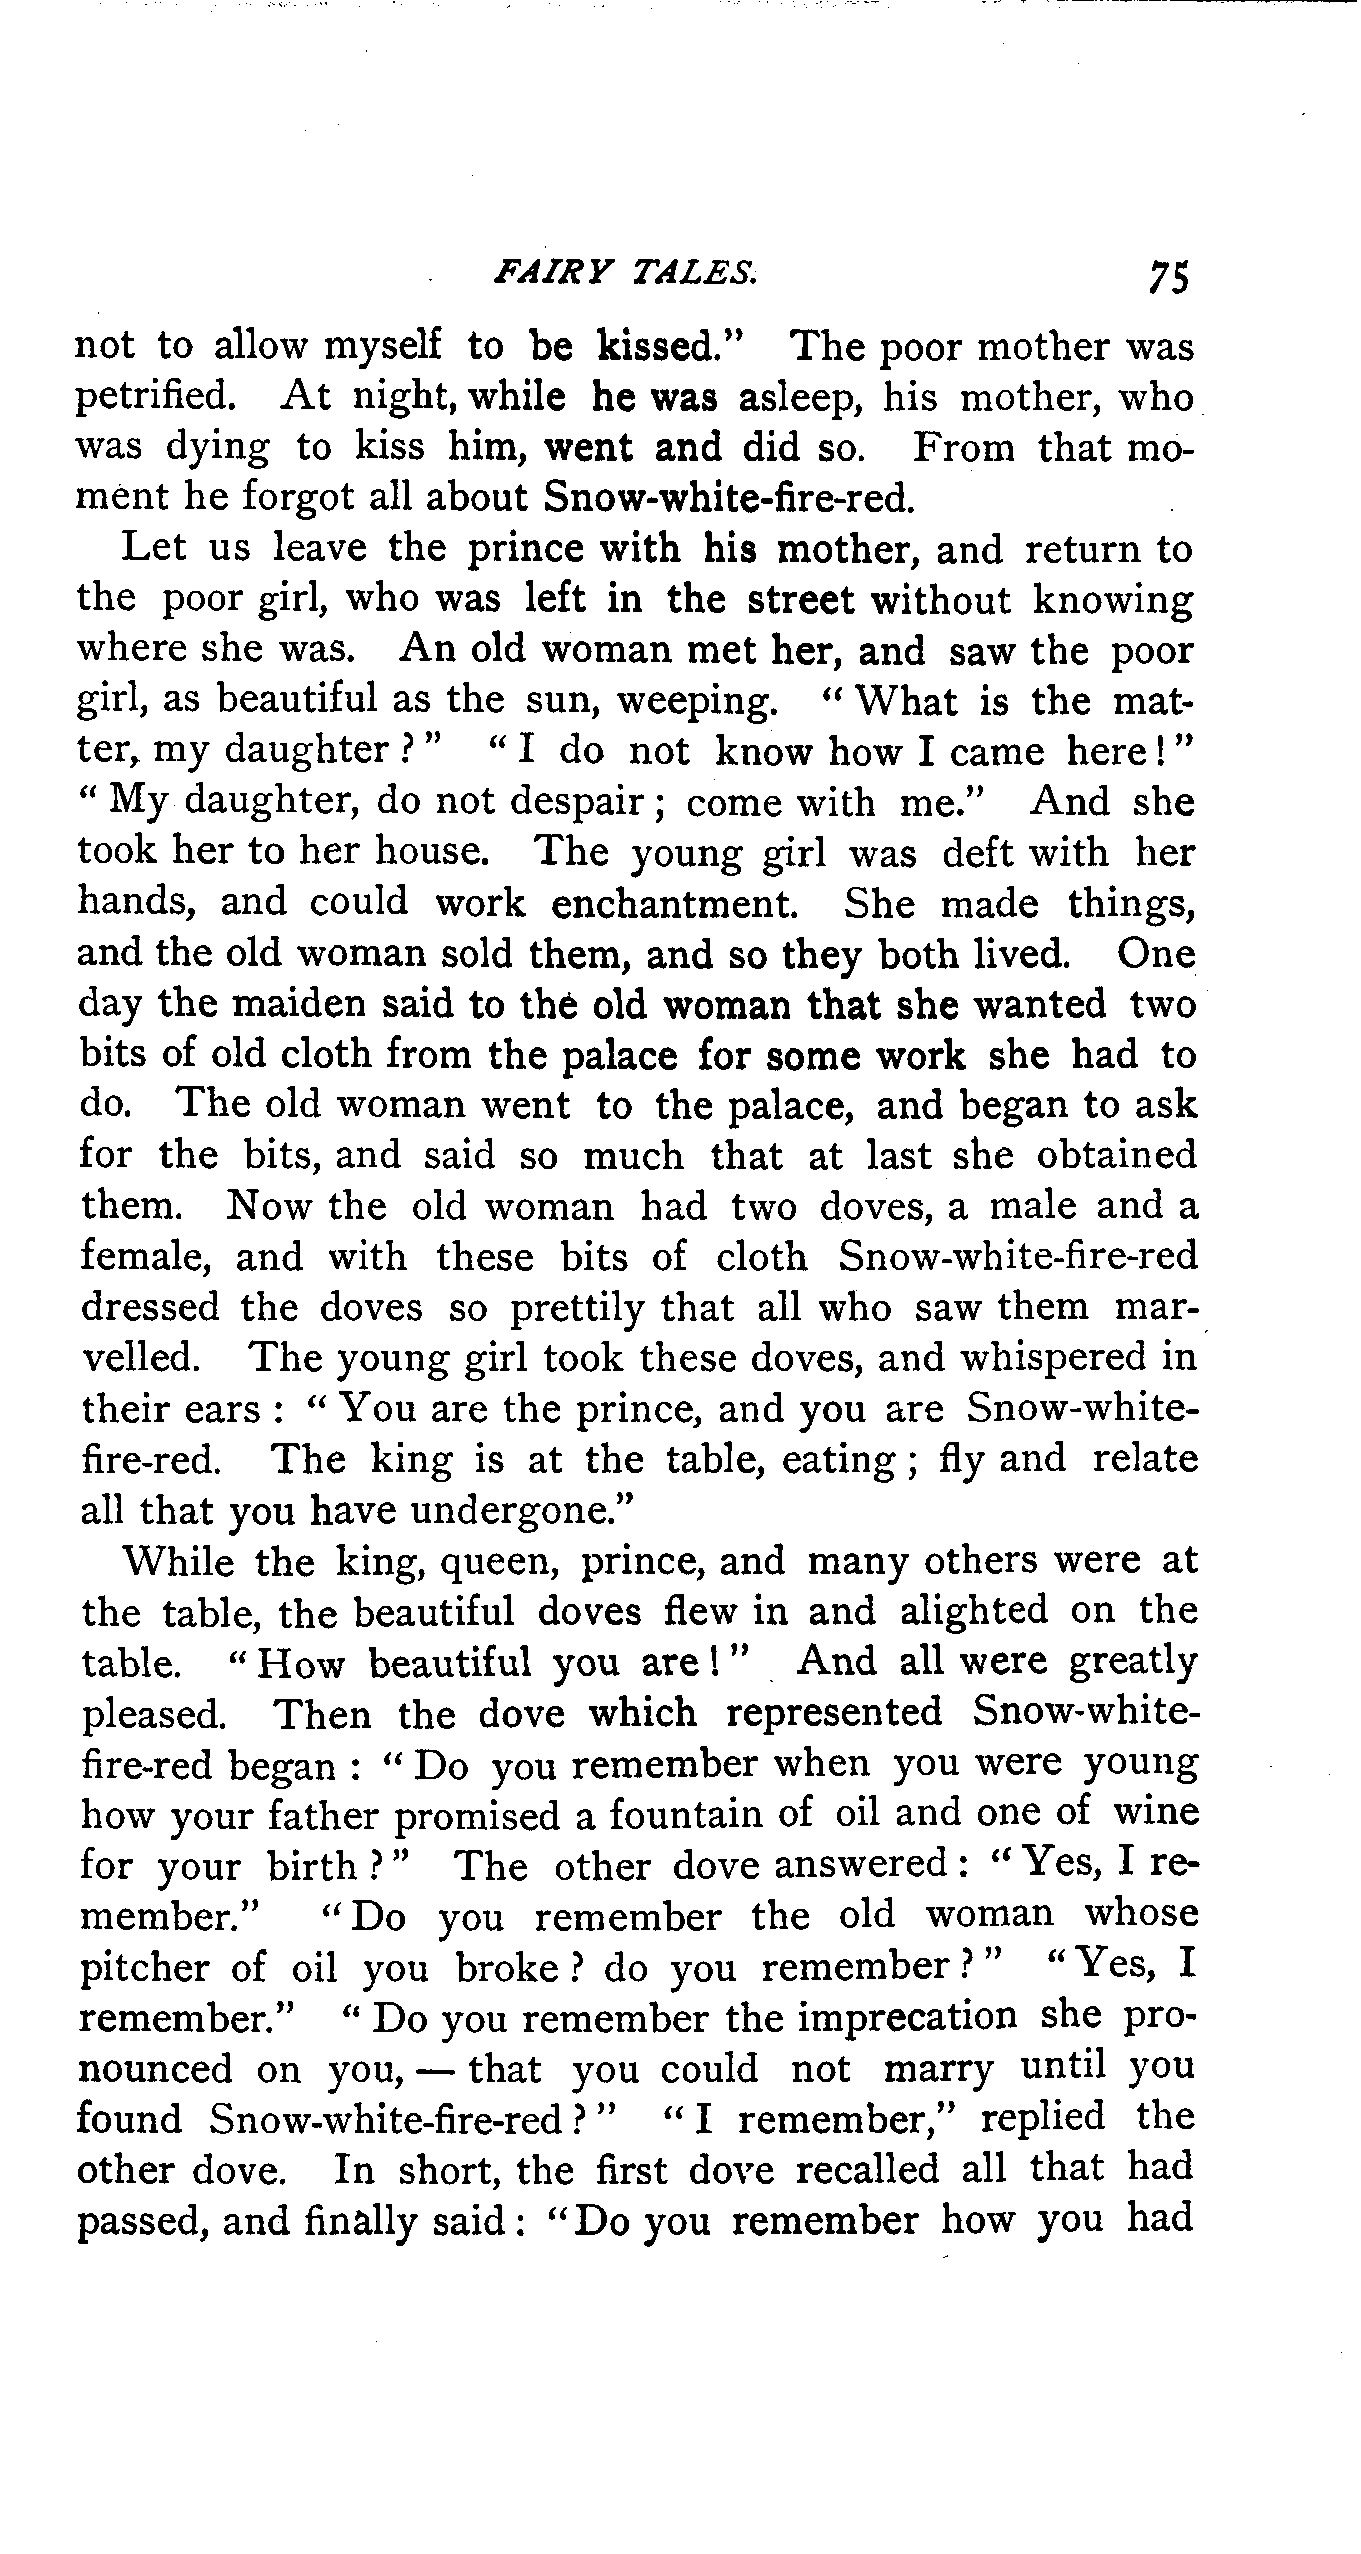 FAIRY TALES. 75
not to allow myself to be kissed." The poor mother was
petrified. At night, while he was asleep, his mother, who
was dying to kiss him, went and did so. From that mo-
ment he forgot all about Snow-white-fire-red.
Let us leave the prince with his mother, and return to
the poor girl, who was left in the street without knowing
where she was. An old woman met her, and saw the poor
girl, as beautiful as the sun, weeping. "What is the mat-
ter, my daughter?" "I do not know how I came here!"
"My daughter, do not despair; come with me." And she
took her to her house. The young girl was deft with her
hands, and could work enchantment. She made things,
and the old woman sold them, and so they both lived. One
day the maiden said to the old woman that she wanted two
bits of old cloth from the palace for some work she had to
do. The old woman went to the palace, and began to ask
for the bits, and said so much that at last she obtained
them. Now the old woman had two doves, a male and a
female, and with these bits of cloth Snow-white-fire-red
dressed the doves so prettily that all who saw them mar-
velled. The young girl took these doves, and whispered in
their ears: "You are the prince, and you are Snow-white-
fire-red. The king is at the table, eating; fly and relate
all that you have undergone."
While the king, queen, prince, and many others were at
the table, the beautiful doves flew in and alighted on the
table. "How beautiful you are!" And all were greatly
pleased. Then the dove which represented Snow-white-
fire-red began: "Do you remember when you were young
how your father promised a fountain of oil and one of wine
for your birth?" The other dove answered: "Yes, I re-
member." "Do you remember the old woman whose
pitcher of oil you broke? do you remember?" "Yes, I
remember." "Do you remember the imprecation she pro-
nounced on you, — that you could not marry until you
found Snow-white-fire-red?" "I remember," replied the
other dove. In short, the first dove recalled all that had
passed, and finally said: "Do you remember how you had